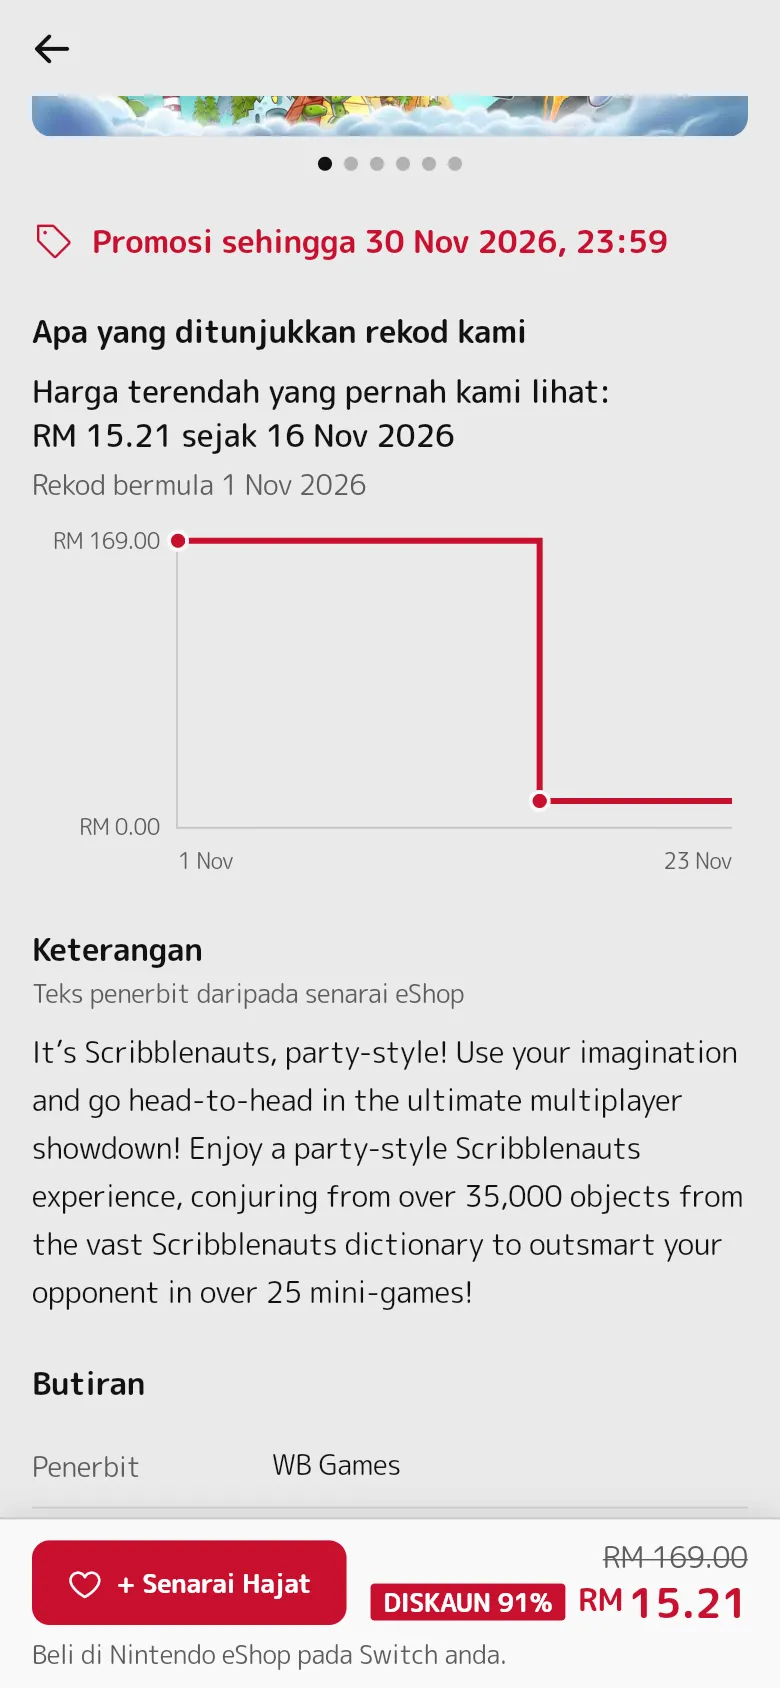 Promosi sehingga 30 Nov 2026, 23:59
Apa yang ditunjukkan rekod kami
Harga terendah yang pernah kami lihat:
RM 15.21 sejak 16 Nov 2026
Rekod bermula 1 Nov 2026
RM 169.00
RM 0.00
1 Nov
23 Nov
Keterangan
Teks penerbit daripada senarai eShop
It’s Scribblenauts, party-style! Use your imagination
and go head-to-head in the ultimate multiplayer
showdown! Enjoy a party-style Scribblenauts
experience, conjuring from over 35,000 objects from
the vast Scribblenauts dictionary to outsmart your
opponent in over 25 mini-games!
Butiran
Penerbit WB Games
+ Senarai Hajat
RM 169.00
DISKAUN 91% RM 15.21
Beli di Nintendo eShop pada Switch anda.